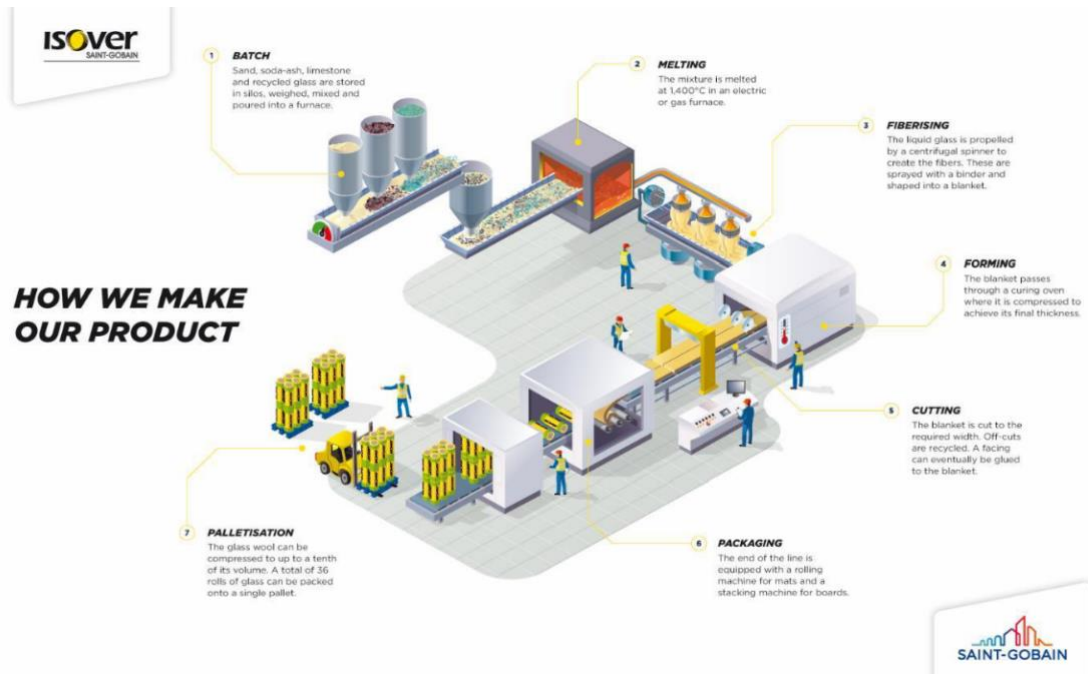 isover
SAINT-GOBAIN
1
BATCH
Sand, soda-ash, limestone
and recycled glass are stored
in silos, weighed, mixed and
poured into a furnace.
2
MELTING
The mixture is melted
at 1,400°C in an electric
or gas furnace.
3
FIBERISING
The liquid glass is propelled
by a centrifugal spinner to
create the fibers. These are
sprayed with a binder and
shaped into a blanket.
4
FORMING
The blanket passes
through a curing oven
where it is compressed to
achieve its final thickness.
HOW WE MAKE
OUR PRODUCT
5
CUTTING
The blanket is cut to the
required width. Off-cuts
are recycled. A facing
can eventually be glued
to the blanket.
6
PACKAGING
The end of the line is
equipped with a rolling
machine for mats and a
stacking machine for boards.
7
PALLETISATION
The glass wool can be
compressed to up to a tenth
of its volume. A total of 36
rolls of glass can be packed
onto a single pallet.
SAINT-GOBAIN